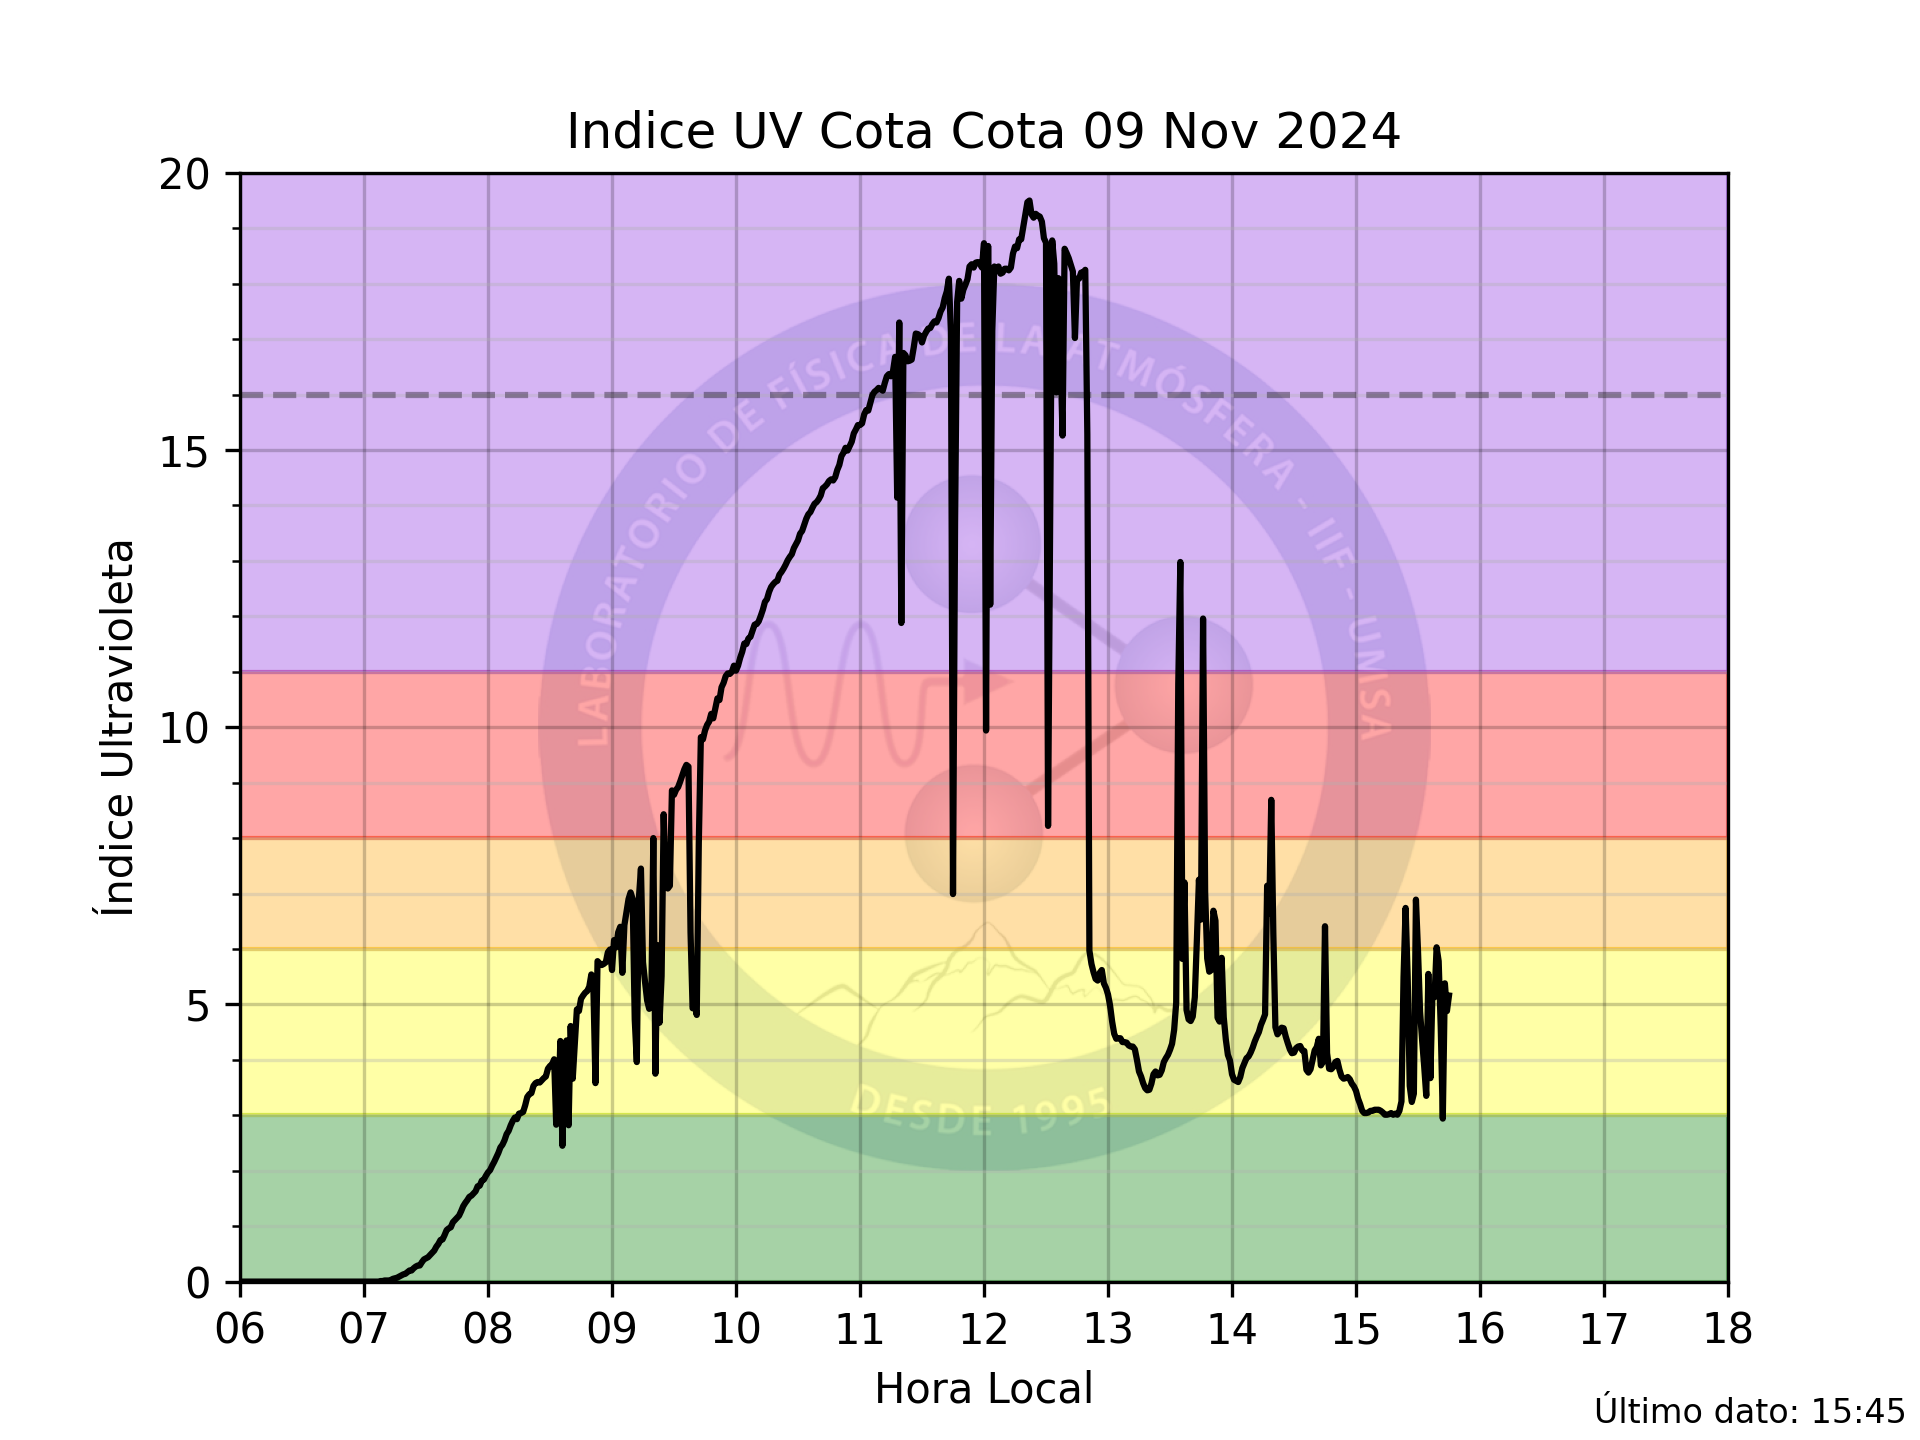 Indice UV Cota Cota 09 Nov 2024
20
15
10
5
0
Índice Ultravioleta
LABORATORIO DE FÍSICA DE LA ATMÓSFERA - IIF - UMSA
DESDE 1995
06 07 08 09 10 11 12 13 14 15 16 17 18
Hora Local
Último dato: 15:45